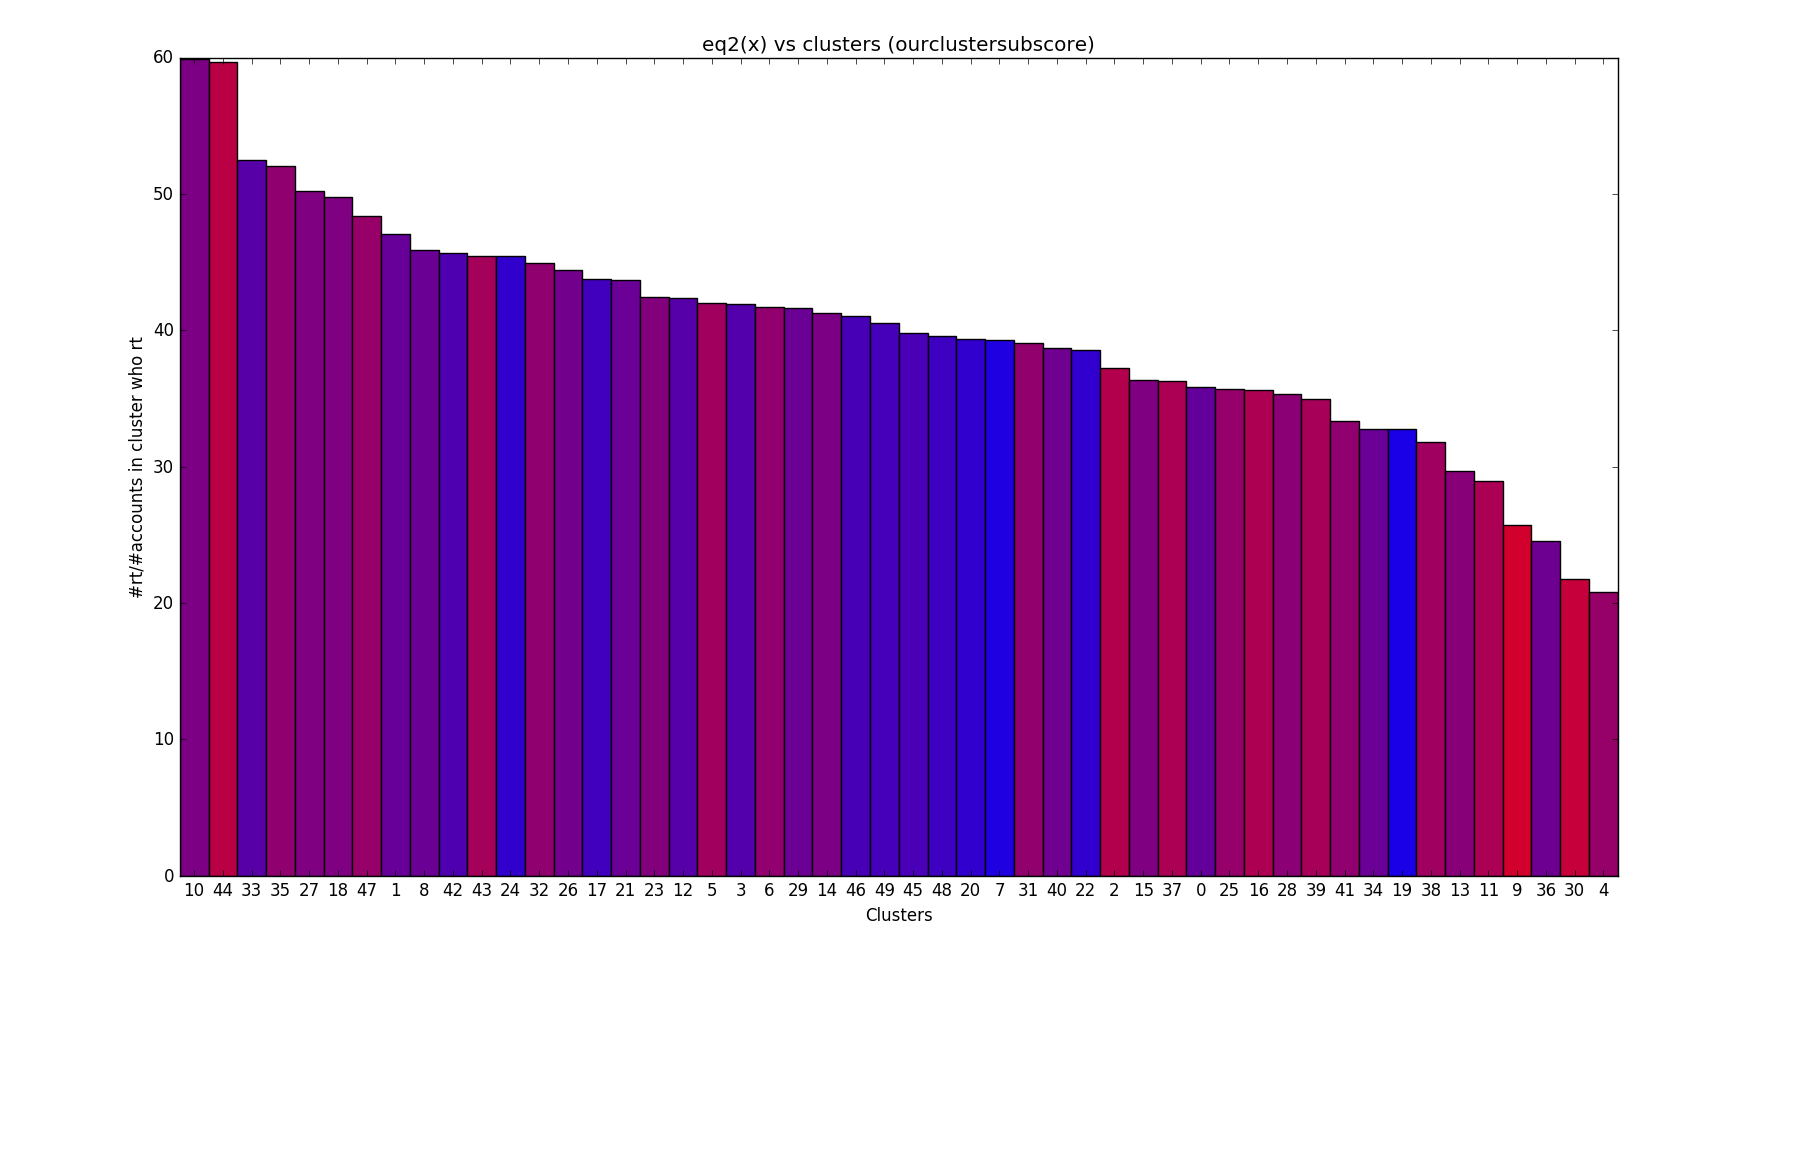 eq2(x) vs clusters (ourclustersubscore)
60
50
40
30
20
10
0
#rt/#accounts in cluster who rt
10 44 33 35 27 18 47 1 8 42 43 24 32 26 17 21 23 12 5 3 6 29 14 46 49 45 48 20 7 31 40 22 2 15 37 0 25 16 28 39 41 34 19 38 13 11 9 36 30 4
Clusters